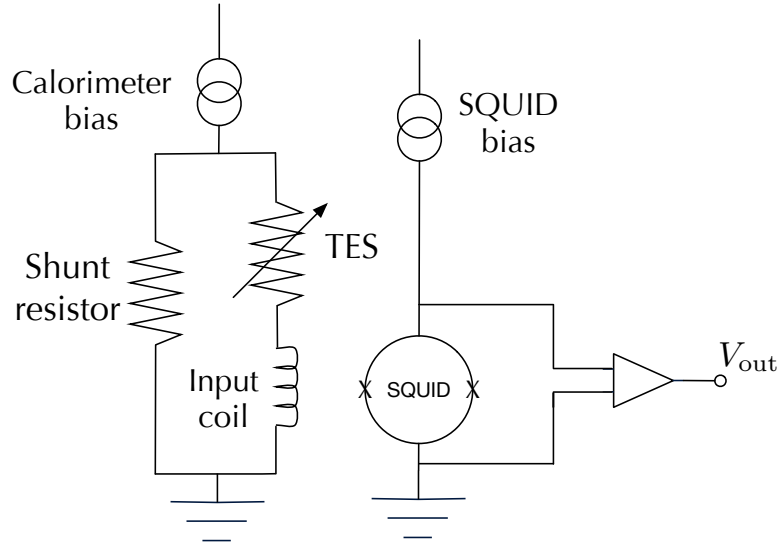 Calorimeter
bias
SQUID
bias
TES
Shunt
resistor
Input
coil
X SQUID X
V_out